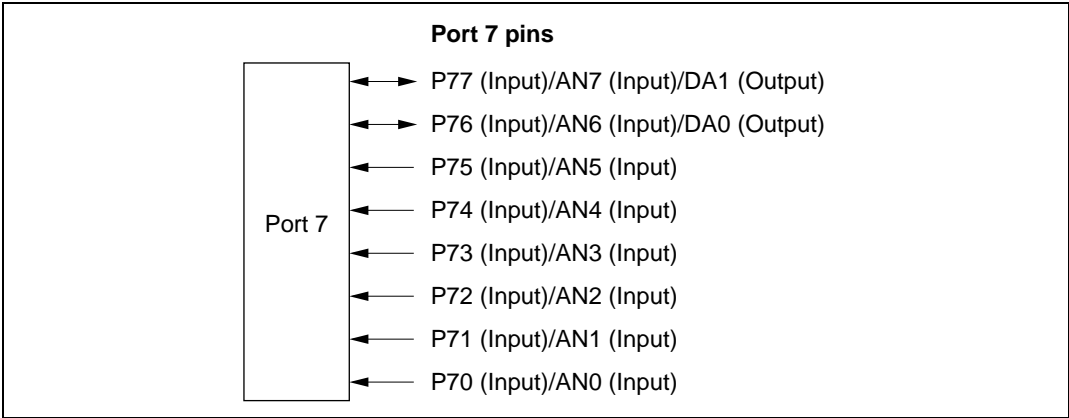 Port 7 pins
P77 (Input)/AN7 (Input)/DA1 (Output)
P76 (Input)/AN6 (Input)/DA0 (Output)
P75 (Input)/AN5 (Input)
P74 (Input)/AN4 (Input)
Port 7
P73 (Input)/AN3 (Input)
P72 (Input)/AN2 (Input)
P71 (Input)/AN1 (Input)
P70 (Input)/AN0 (Input)